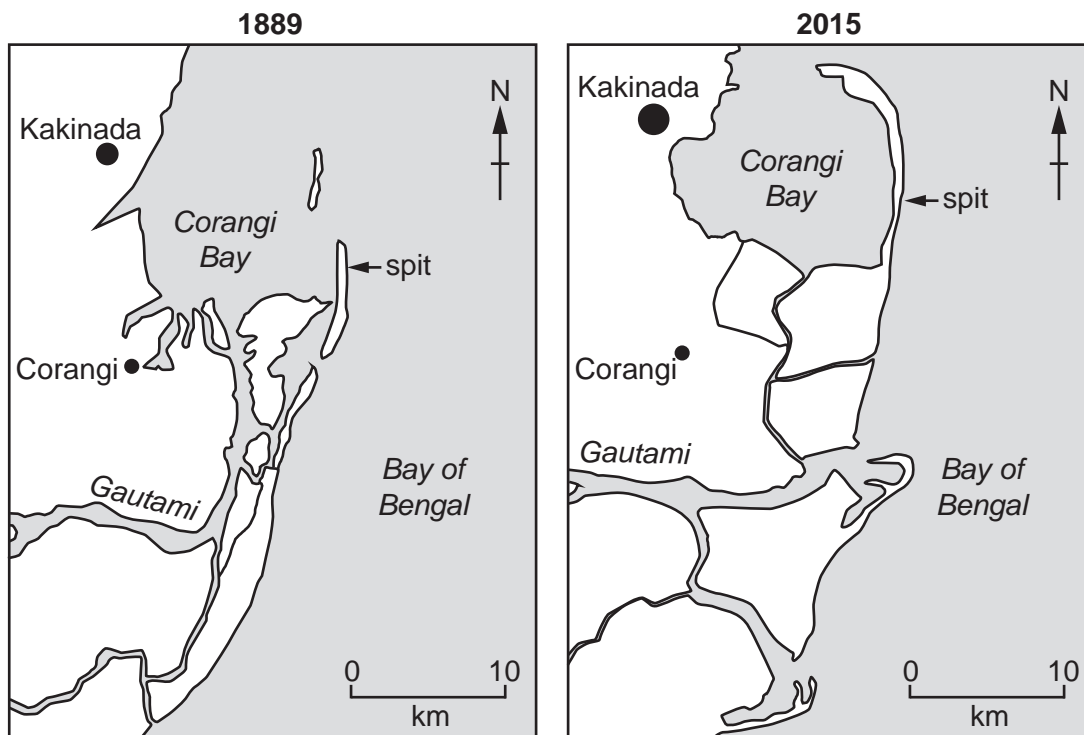 1889
Kakinada
N
Corangi
Bay
spit
Corangi
Gautami
Bay of
Bengal
0 10
km
2015
Kakinada
N
Corangi
Bay
spit
Corangi
Gautami
Bay of
Bengal
0 10
km